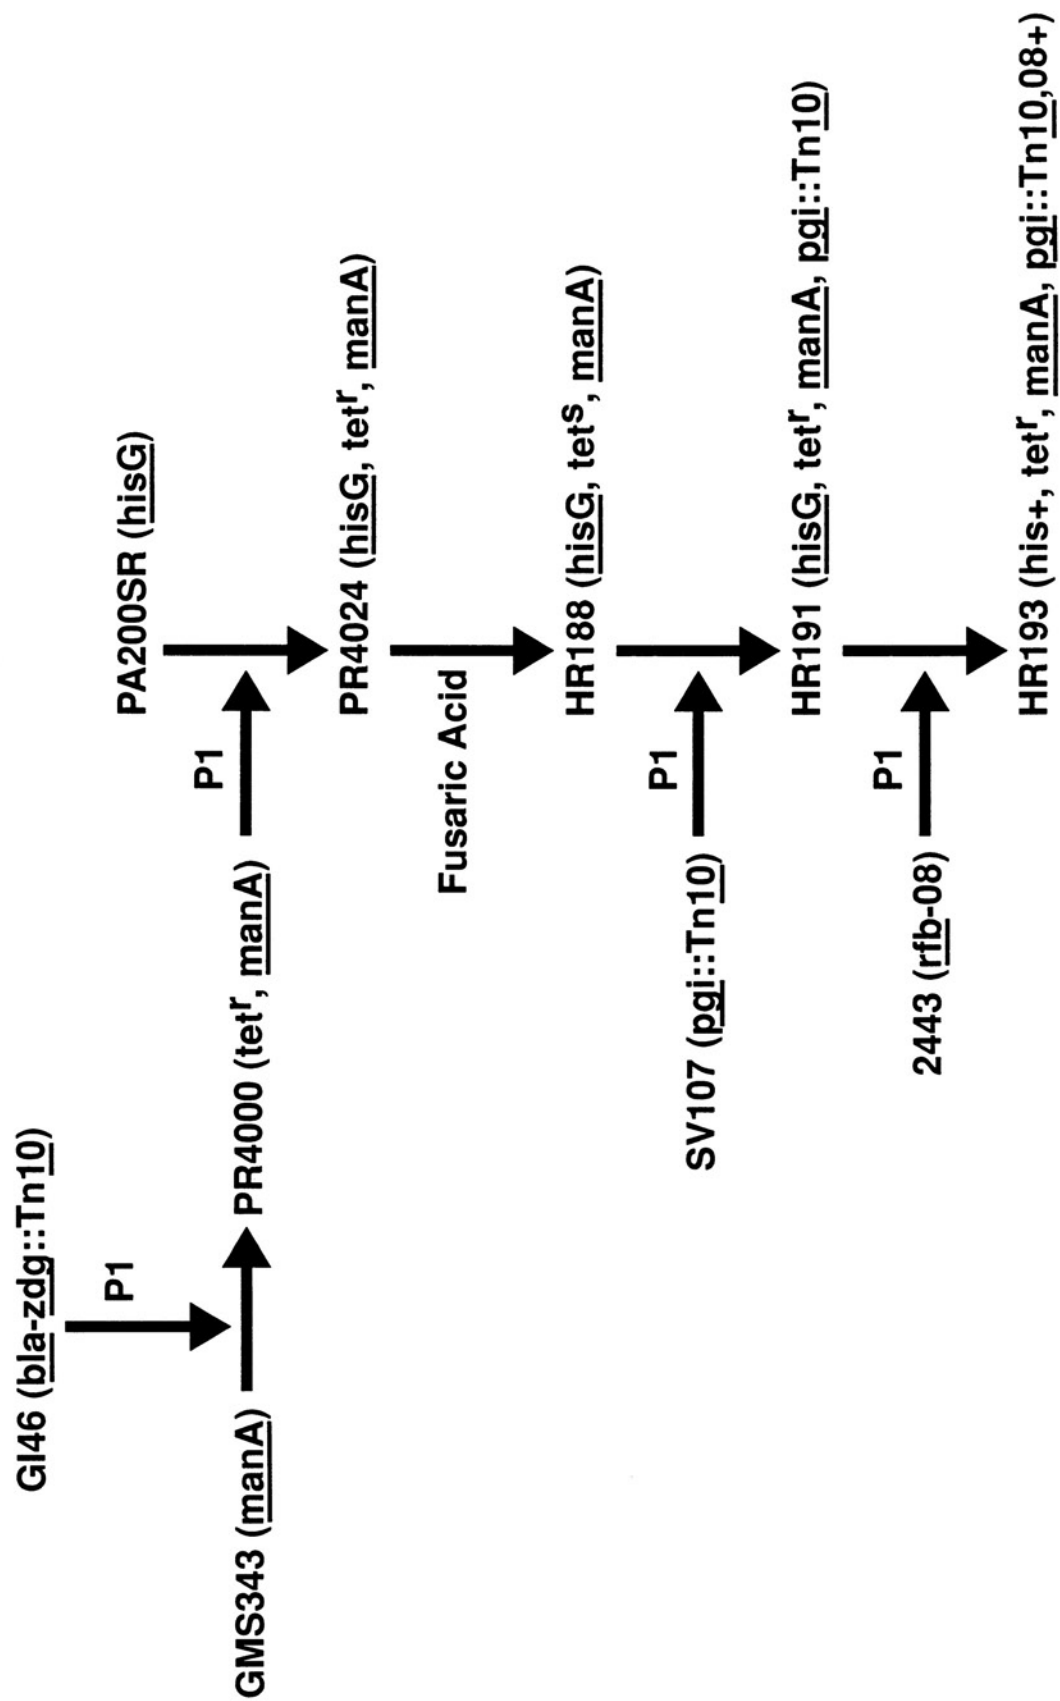 GI46 (bla-zdg::Tn10)
P1
GMS343 (manA)
PR4000 (tetr, manA)
P1
PA200SR (hisG)
PR4024 (hisG, tetr, manA)
Fusaric Acid
HR188 (hisG, tets, manA)
SV107 (pgi::Tn10)
P1
HR191 (hisG, tetr, manA, pgi::Tn10)
2443 (rfb-08)
P1
HR193 (his+, tetr, manA, pgi::Tn10,08+)